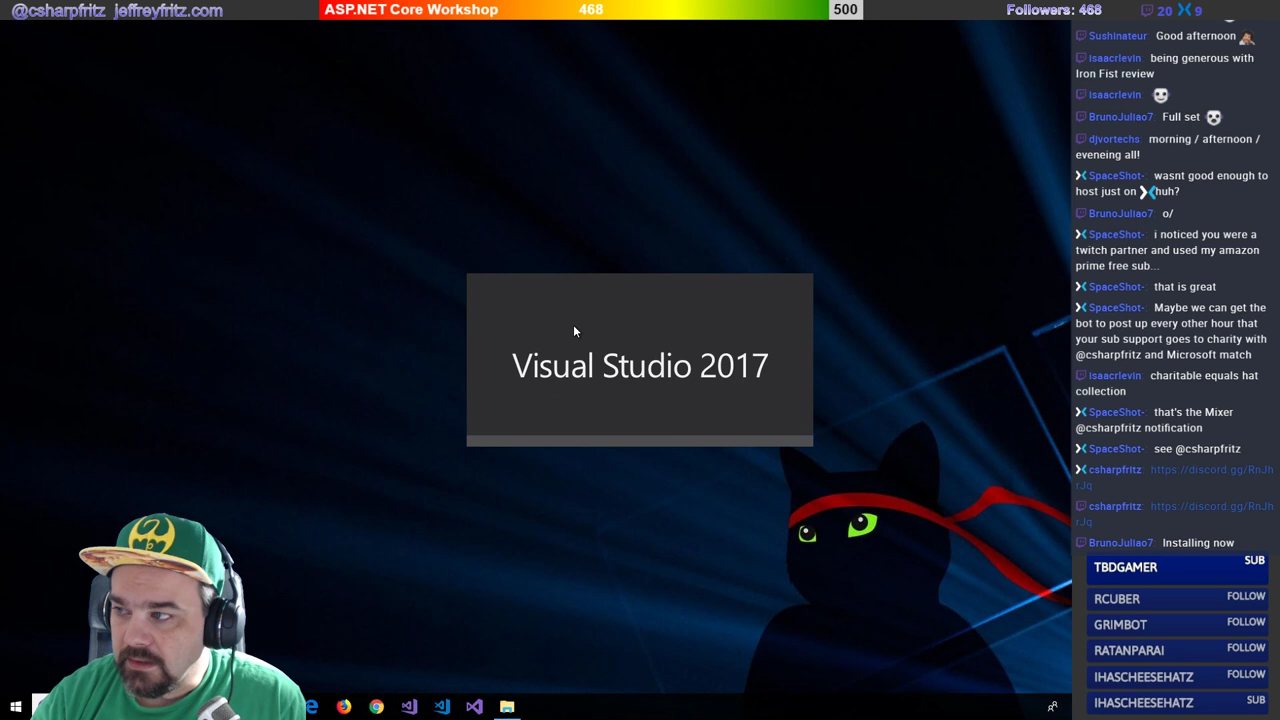 @csharpfritz jeffreyfritz.com
ASP.NET Core Workshop 468 500
Followers: 468 20 9
Sushinateur Good afternoon
isaacrlevin being generous with
Iron Fist review
isaacrlevin
BrunoJuliao7 Full set
djvortechs morning / afternoon /
eveneing all!
SpaceShot- wasnt good enough to
host just on huh?
BrunoJuliao7 o/
SpaceShot- i noticed you were a
twitch partner and used my amazon
prime free sub...
SpaceShot- that is great
SpaceShot- Maybe we can get the
bot to post up every other hour that
your sub support goes to charity with
@csharpfritz and Microsoft match
isaacrlevin charitable equals hat
collection
SpaceShot- that's the Mixer
@csharpfritz notification
SpaceShot- see @csharpfritz
csharpfritz https://discord.gg/RnJh
rJq
csharpfritz https://discord.gg/RnJh
rJq
BrunoJuliao7 Installing now
TBDGAMER SUB
RCUBER FOLLOW
GRIMBOT FOLLOW
RATANPARAI FOLLOW
IHASCHEESEHATZ FOLLOW
IHASCHEESEHATZ SUB
Visual Studio 2017